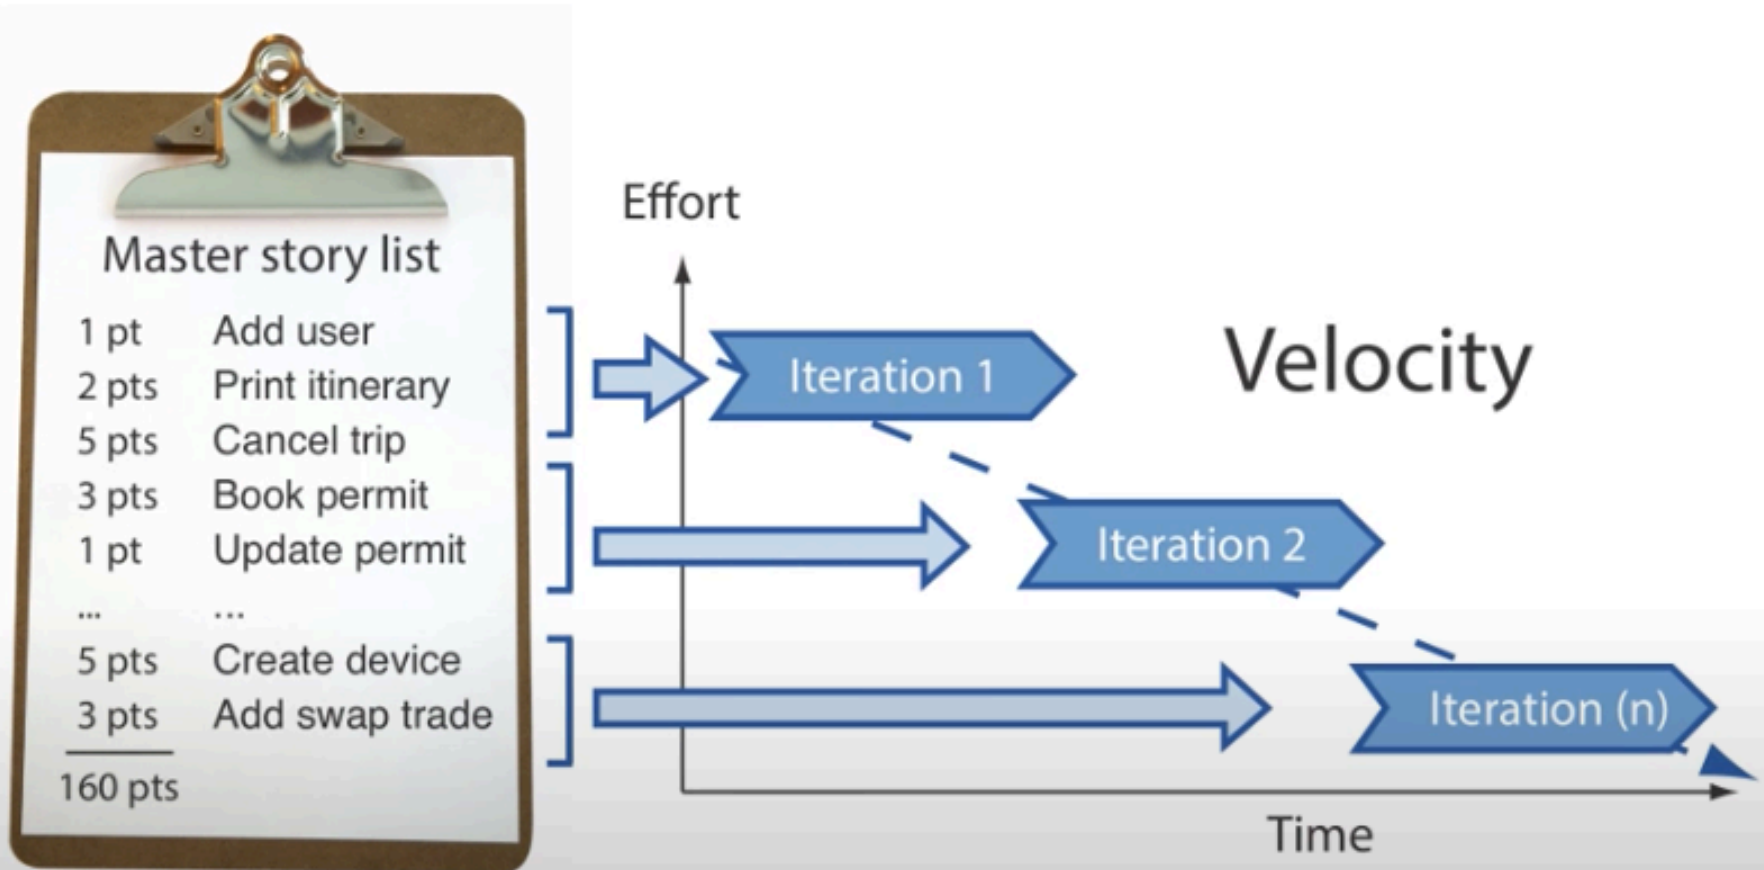 Master story list
1 pt Add user
2 pts Print itinerary
5 pts Cancel trip
3 pts Book permit
1 pt Update permit
... ...
5 pts Create device
3 pts Add swap trade
160 pts
Effort
Velocity
Iteration 1
Iteration 2
Iteration (n)
Time